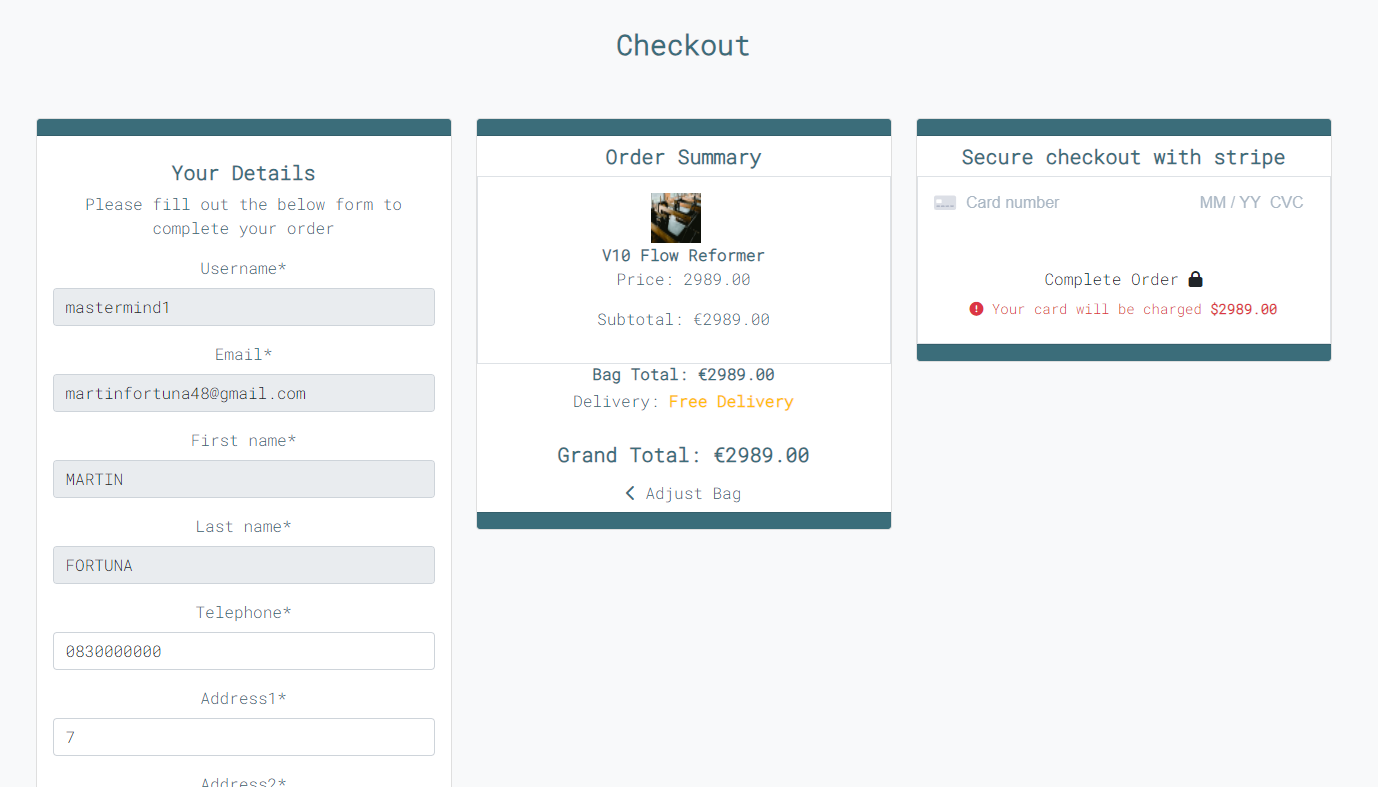 Checkout
Your Details
Please fill out the below form to
complete your order
Username*
mastermind1
Email*
martinfortuna48@gmail.com
First name*
MARTIN
Last name*
FORTUNA
Telephone*
0830000000
Address1*
7
Address2*
Order Summary
V10 Flow Reformer
Price: 2989.00
Subtotal: €2989.00
Bag Total: €2989.00
Delivery: Free Delivery
Grand Total: €2989.00
Adjust Bag
Secure checkout with stripe
Card number MM / YY CVC
Complete Order
Your card will be charged $2989.00